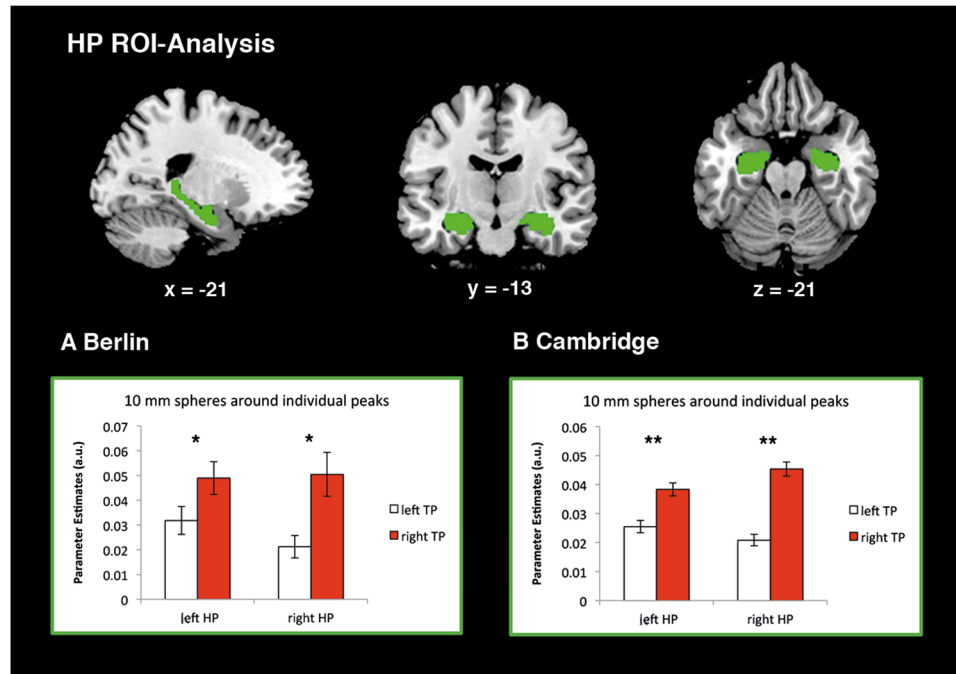 HP ROI-Analysis
x = -21
y = -13
z = -21
A Berlin
10 mm spheres around individual peaks
Parameter Estimates (a.u.)
0.07
0.06
0.05
0.04
0.03
0.02
0.01
0
*
*
left HP
right HP
left TP
right TP
B Cambridge
10 mm spheres around individual peaks
Parameter Estimates (a.u.)
0.06
0.05
0.04
0.03
0.02
0.01
0
**
**
left HP
right HP
left TP
right TP